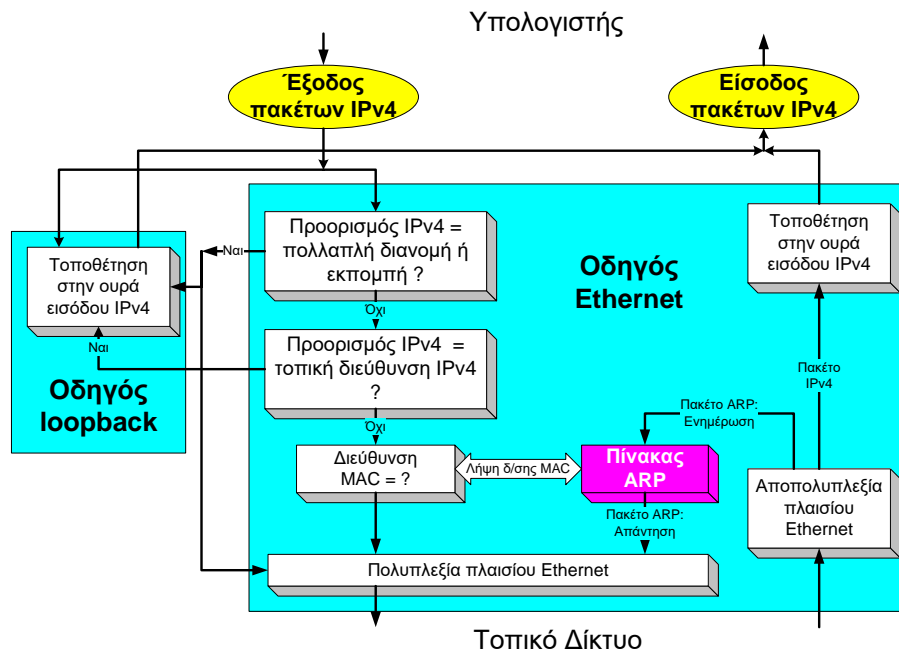 Υπολογιστής
Έξοδος
πακέτων IPv4
Είσοδος
πακέτων IPv4
Προορισμός IPv4 =
πολλαπλή διανομή ή
εκπομπή ?
Ναι
Τοποθέτηση
στην ουρά
εισόδου IPv4
Οδηγός
Ethernet
Τοποθέτηση
στην ουρά
εισόδου IPv4
Όχι
Ναι
Προορισμός IPv4 =
τοπική διεύθυνση IPv4
?
Οδηγός
loopback
Πακέτο
IPv4
Όχι
Πακέτο ARP:
Ενημέρωση
Διεύθυνση
MAC = ?
Λήψη δ/σης MAC
Πίνακας
ARP
Αποπολυπλεξία
πλαισίου
Ethernet
Πακέτο ARP:
Απάντηση
Πολυπλεξία πλαισίου Ethernet
Τοπικό Δίκτυο